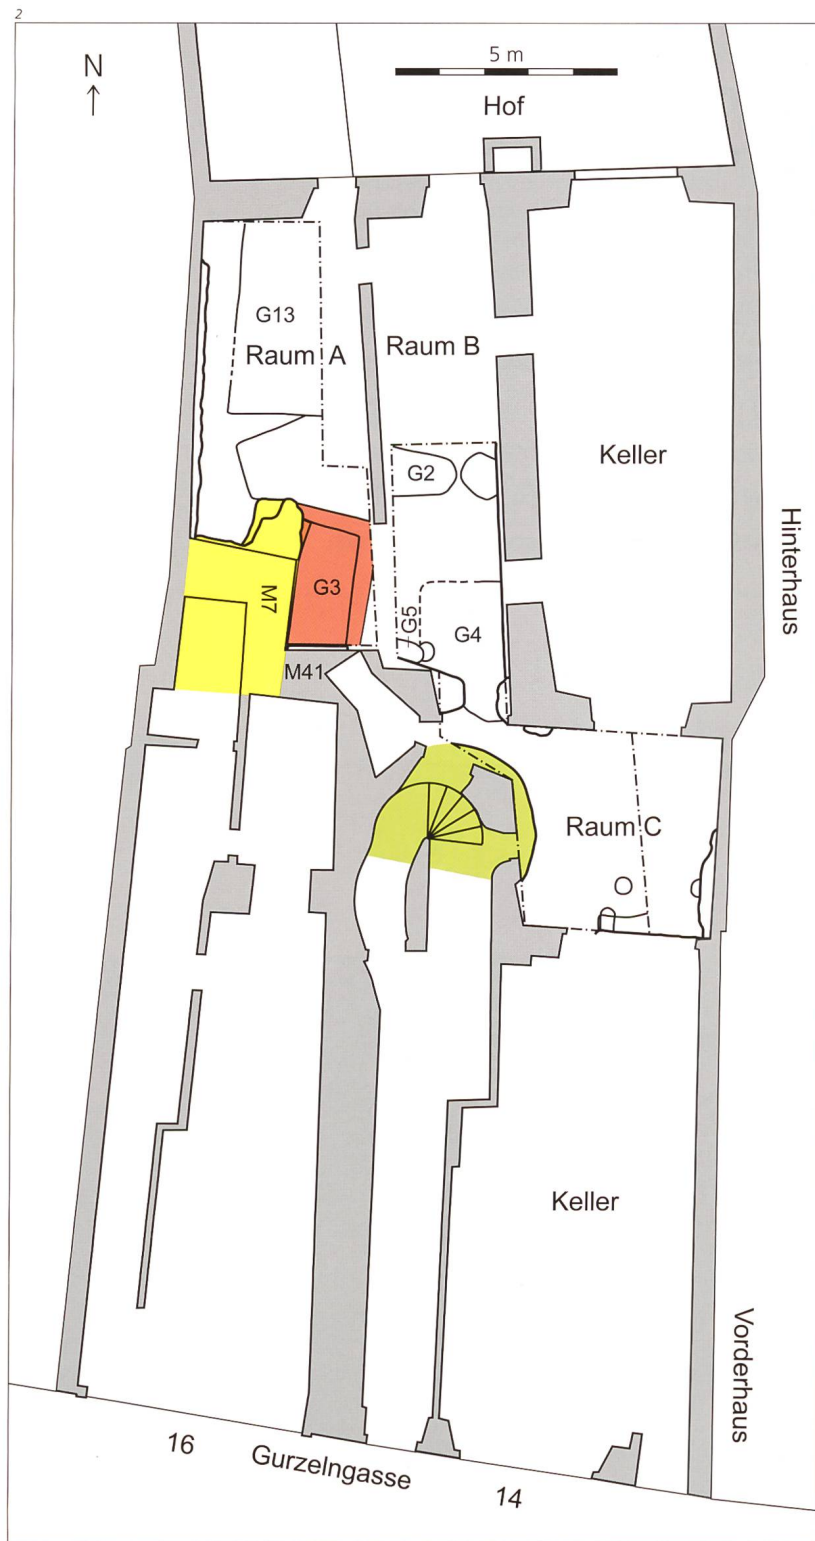 2
N
5 m
Hof
G13
Raum A
Raum B
G2
Keller
Hinterhaus
G3
M7
G5
G4
M41
Raum C
Keller
Vorderhaus
16
Gurzelngasse
14